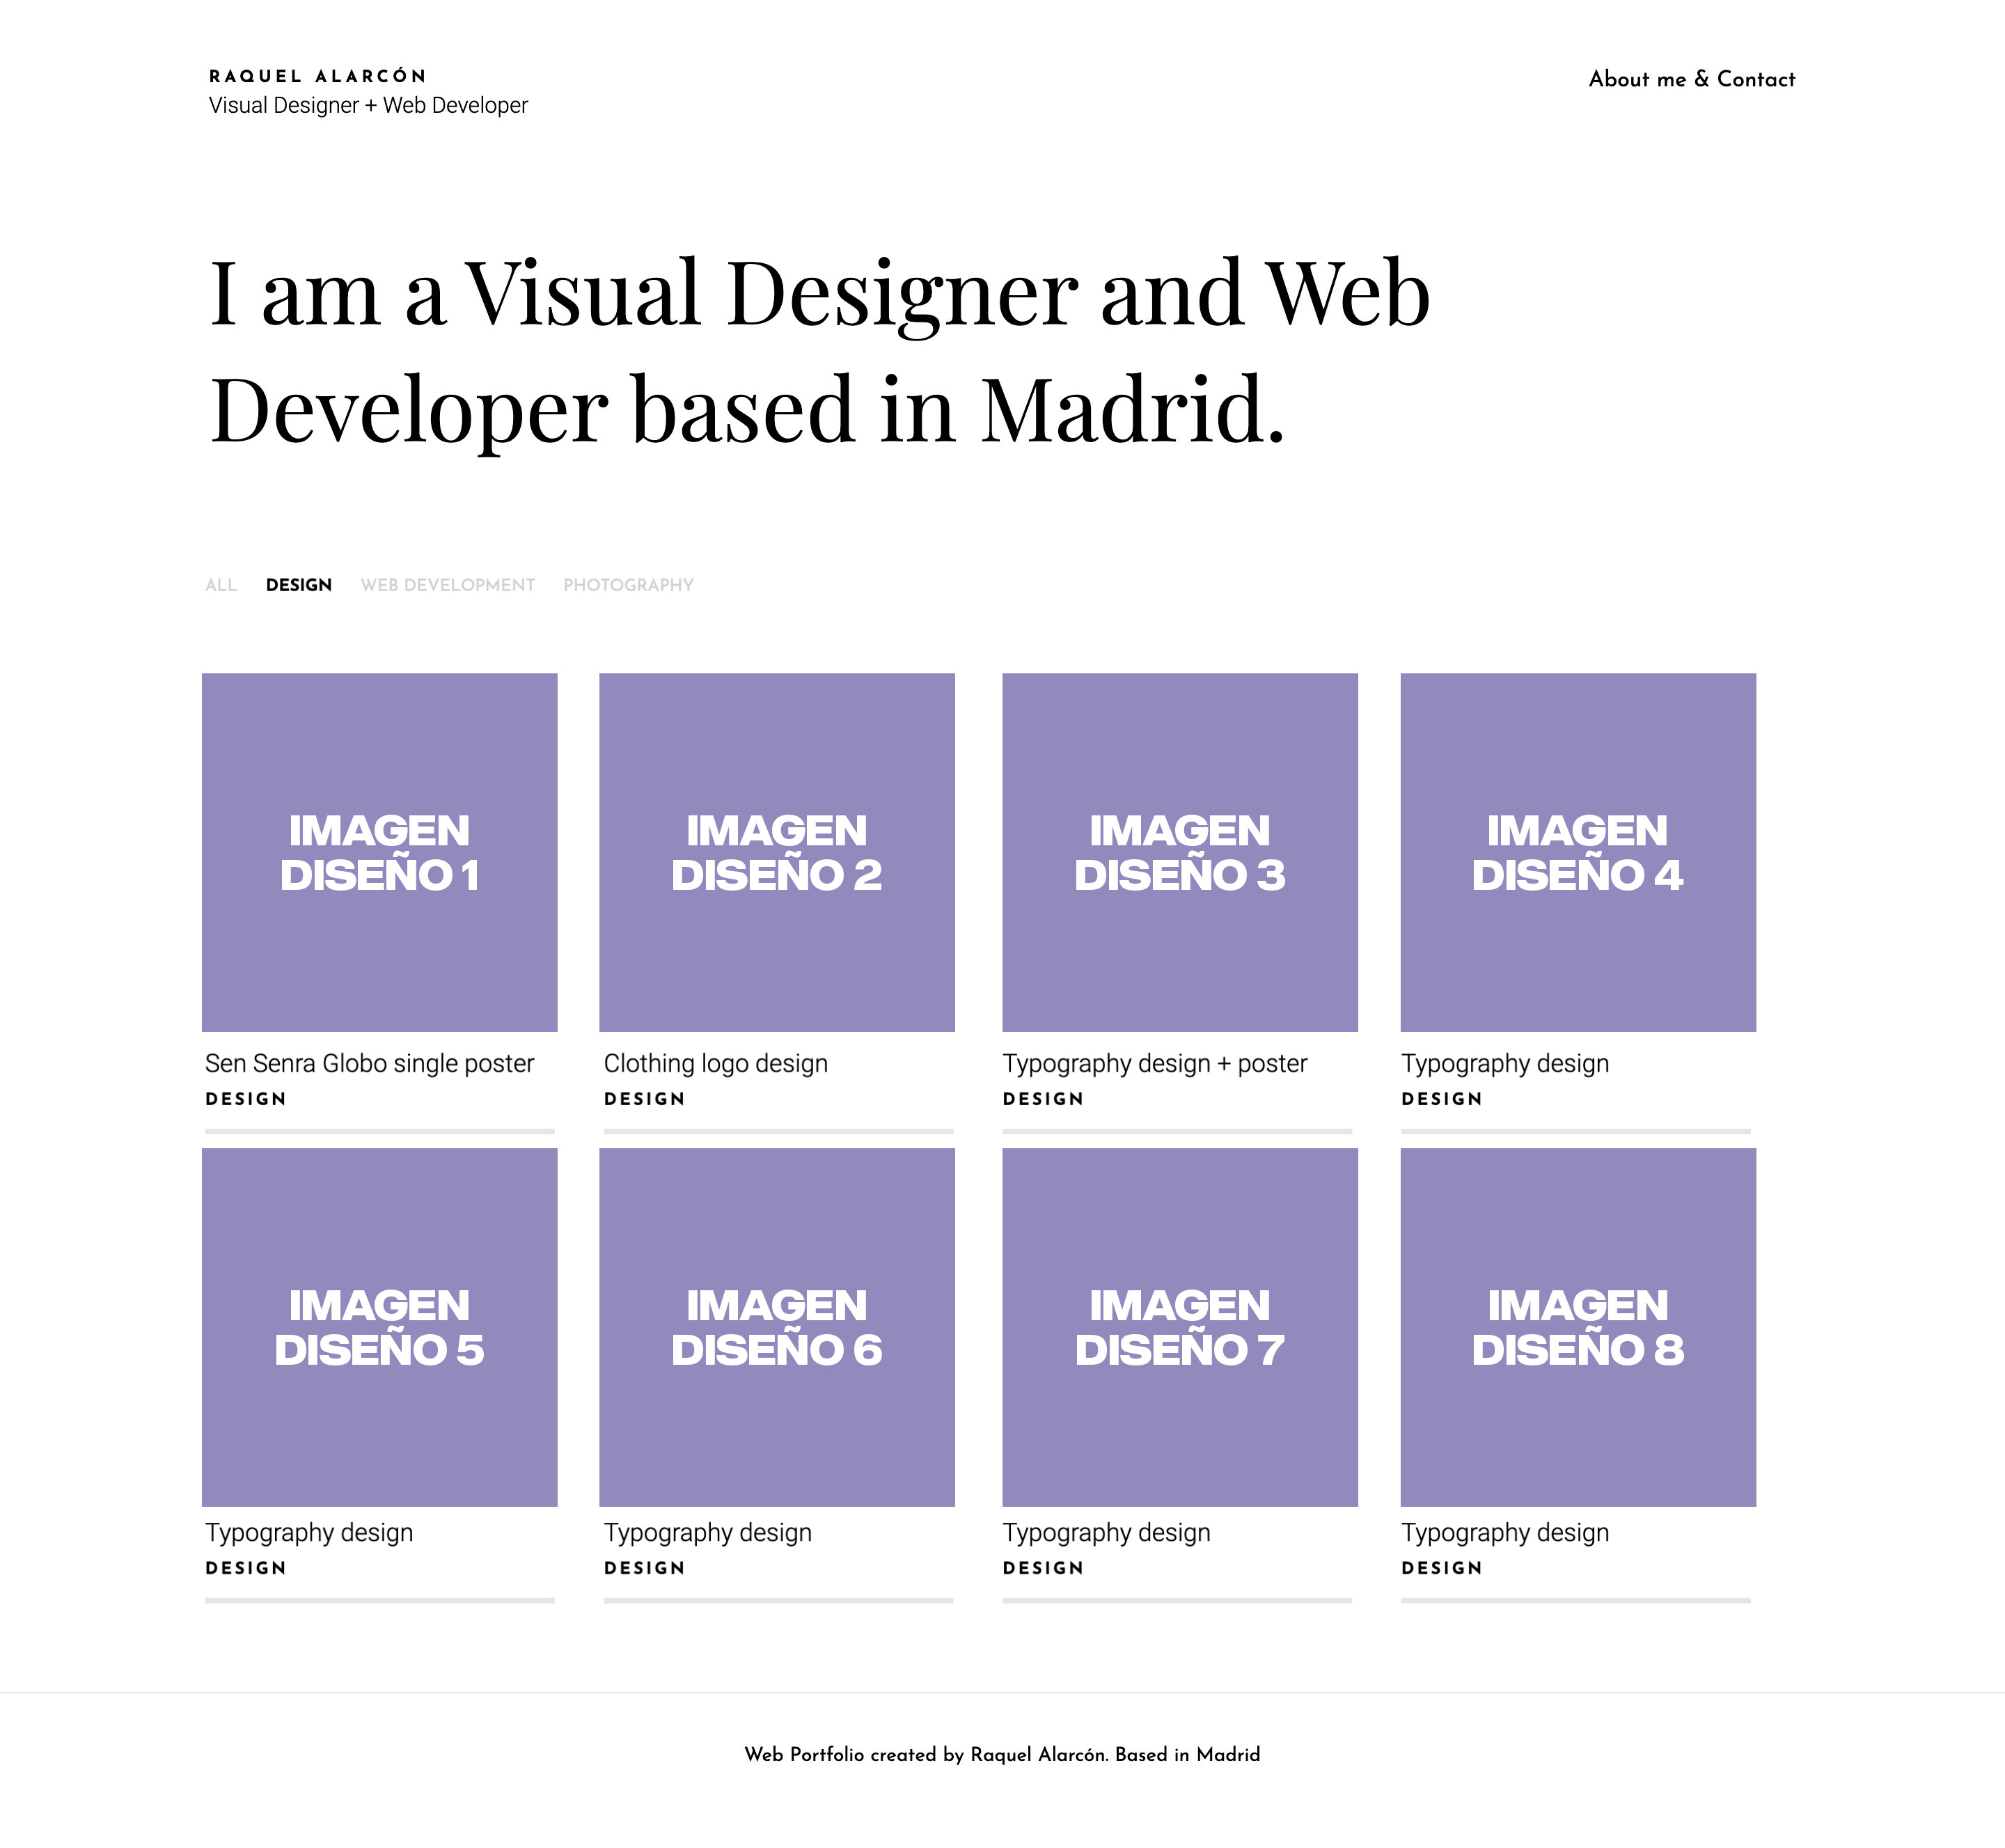 RAQUEL ALARCÓN
Visual Designer + Web Developer
About me & Contact
I am a Visual Designer and Web
Developer based in Madrid.
ALL DESIGN WEB DEVELOPMENT PHOTOGRAPHY
IMAGEN
DISEÑO 1
IMAGEN
DISEÑO 2
IMAGEN
DISEÑO 3
IMAGEN
DISEÑO 4
Sen Senra Globo single poster
DESIGN
Clothing logo design
DESIGN
Typography design + poster
DESIGN
Typography design
DESIGN
IMAGEN
DISEÑO 5
IMAGEN
DISEÑO 6
IMAGEN
DISEÑO 7
IMAGEN
DISEÑO 8
Typography design
DESIGN
Typography design
DESIGN
Typography design
DESIGN
Typography design
DESIGN
Web Portfolio created by Raquel Alarcón. Based in Madrid